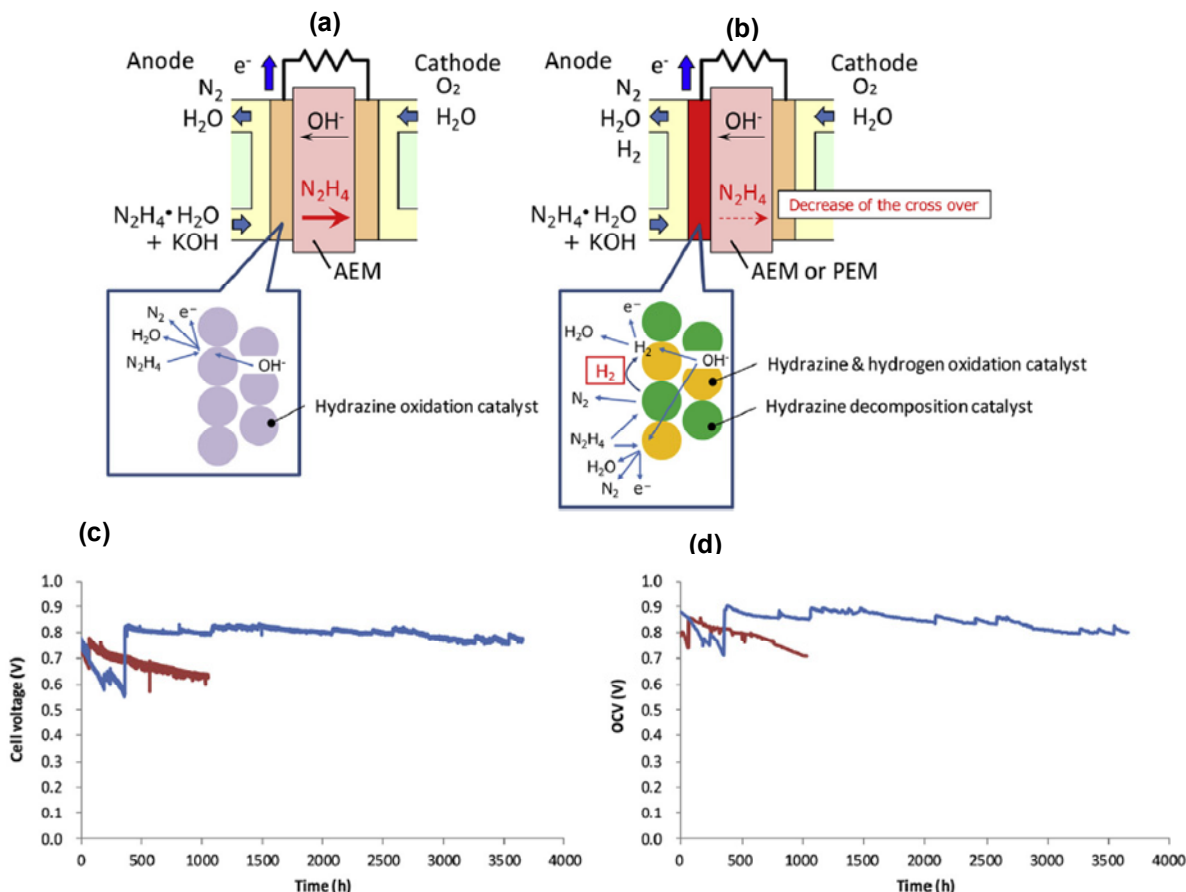 (a)
Anode
e⁻
Cathode
N₂
O₂
H₂O
OH⁻
H₂O
N₂H₄
N₂H₄•H₂O
+ KOH
AEM
N₂
e⁻
H₂O
N₂H₄
OH⁻
Hydrazine oxidation catalyst
(b)
Anode
e⁻
Cathode
N₂
O₂
H₂O
OH⁻
H₂O
H₂
N₂H₄
Decrease of the cross over
N₂H₄•H₂O
+ KOH
AEM or PEM
e⁻
H₂O
H₂
OH⁻
H₂
N₂
N₂H₄
H₂O
N₂
e⁻
Hydrazine & hydrogen oxidation catalyst
Hydrazine decomposition catalyst
(c)
Cell voltage (V)
1.0
0.9
0.8
0.7
0.6
0.5
0.4
0.3
0.2
0.1
0.0
0 500 1000 1500 2000 2500 3000 3500 4000
Time (h)
(d)
OCV (V)
1.0
0.9
0.8
0.7
0.6
0.5
0.4
0.3
0.2
0.1
0.0
0 500 1000 1500 2000 2500 3000 3500 4000
Time (h)